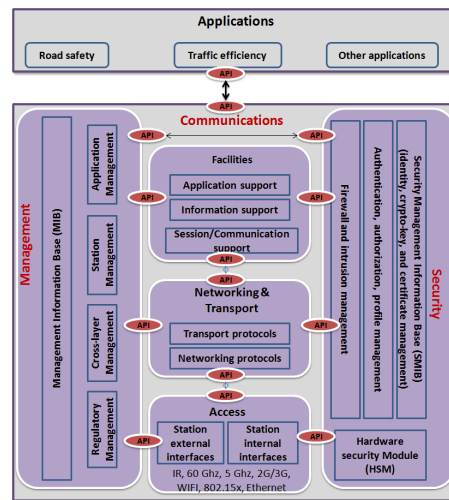 Applications
Road safety
Traffic efficiency
Other applications
API
API
Communications
API
API
Management
Management Information Base (MIB)
Application
Management
Station
Management
Cross-layer
Management
Regulatory
Management
Facilities
Application support
Information support
Session/Communication
support
API
API
API
API
Networking &
Transport
Transport protocols
Networking protocols
API
API
API
API
Access
Station
external
interfaces
Station
internal
interfaces
IR, 60 Ghz, 5 Ghz, 2G/3G,
WIFI, 802.15x, Ethernet
API
API
Firewall and intrusion management
Authentication, authorization, profile management
Security Management Information Base (SMIB)
(identity, crypto-key, and certificate management)
Security
Hardware
security Module
(HSM)